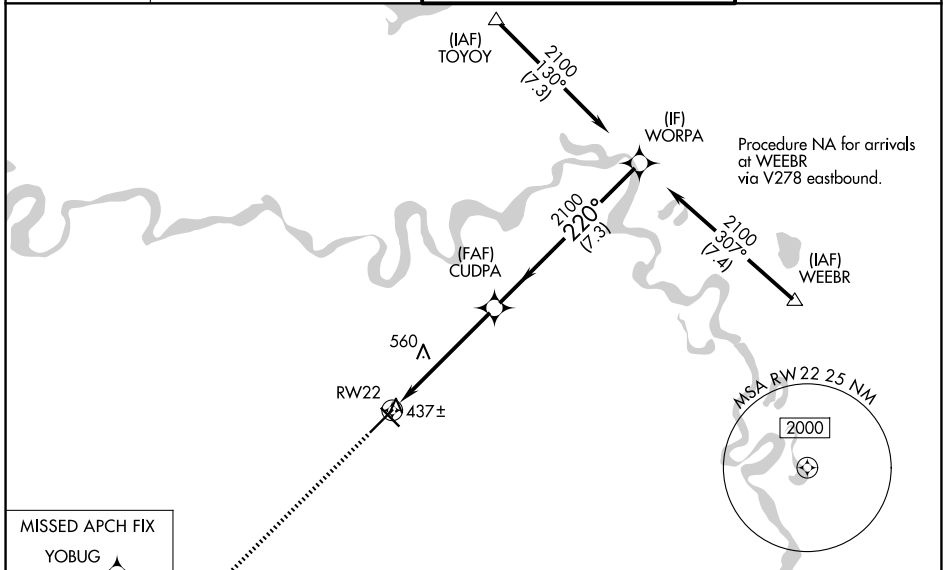 (IAF)
TOYOY
2100
130°
(7.3)
(IF)
WORPA
Procedure NA for arrivals
at WEEBR
via V278 eastbound.
2100
220°
(7.3)
2100
307°
(7.4)
(FAF)
CUDPA
(IAF)
WEEBR
560
RW22
437±
MSA RW22 25 NM
2000
MISSED APCH FIX
YOBUG